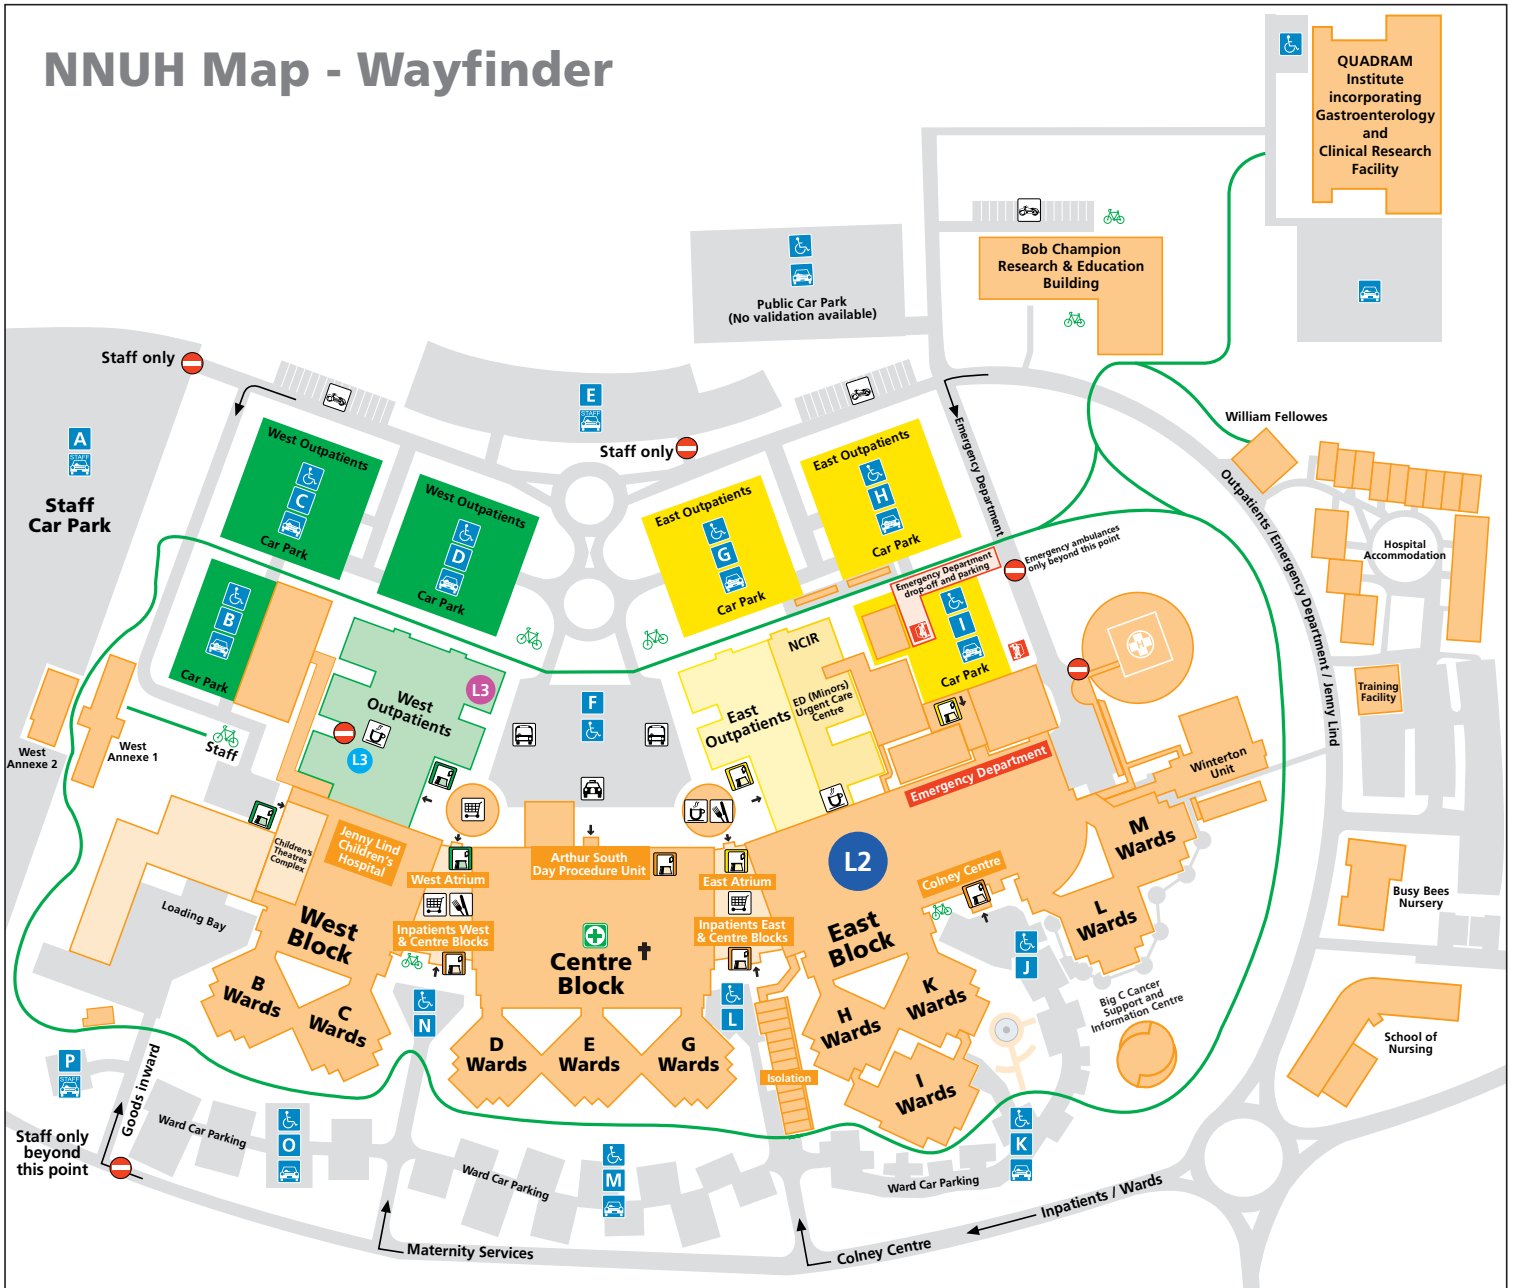 NNUH Map - Wayfinder
QUADRAM
Institute
incorporating
Gastroenterology
and
Clinical Research
Facility
Bob Champion
Research & Education
Building
Public Car Park
(No validation available)
Staff only
E
STAFF
Staff only
A
STAFF
Staff
Car Park
William Fellowes
Outpatients /Emergency Department / Jenny Lind
Emergency Department
West Outpatients
C
Car Park
West Outpatients
D
Car Park
East Outpatients
G
Car Park
East Outpatients
H
Car Park
Emergency ambulances
only beyond this point
Emergency Department
drop-off and parking
I
Car Park
Hospital
Accommodation
B
Car Park
H
NCIR
L3
West
Outpatients
L3
F
East
Outpatients
ED (Minors)
Urgent Care
Centre
Training
Facility
West
Annexe 2
West
Annexe 1
Staff
Emergency Department
Winterton
Unit
Children's
Theatres
Complex
Jenny Lind
Children's
Hospital
West Atrium
Arthur South
Day Procedure Unit
East Atrium
L2
Colney Centre
M
Wards
L
Wards
Busy Bees
Nursery
Loading Bay
West
Block
Inpatients West
& Centre Blocks
Centre
Block
Inpatients East
& Centre Blocks
East
Block
J
B
Wards
C
Wards
N
L
H
Wards
K
Wards
Big C Cancer
Support and
Information Centre
D
Wards
E
Wards
G
Wards
Isolation
I
Wards
School of
Nursing
P
STAFF
Goods inward
Staff only
beyond
this point
Ward Car Parking
O
Ward Car Parking
M
K
Ward Car Parking
Maternity Services
Colney Centre
Inpatients / Wards